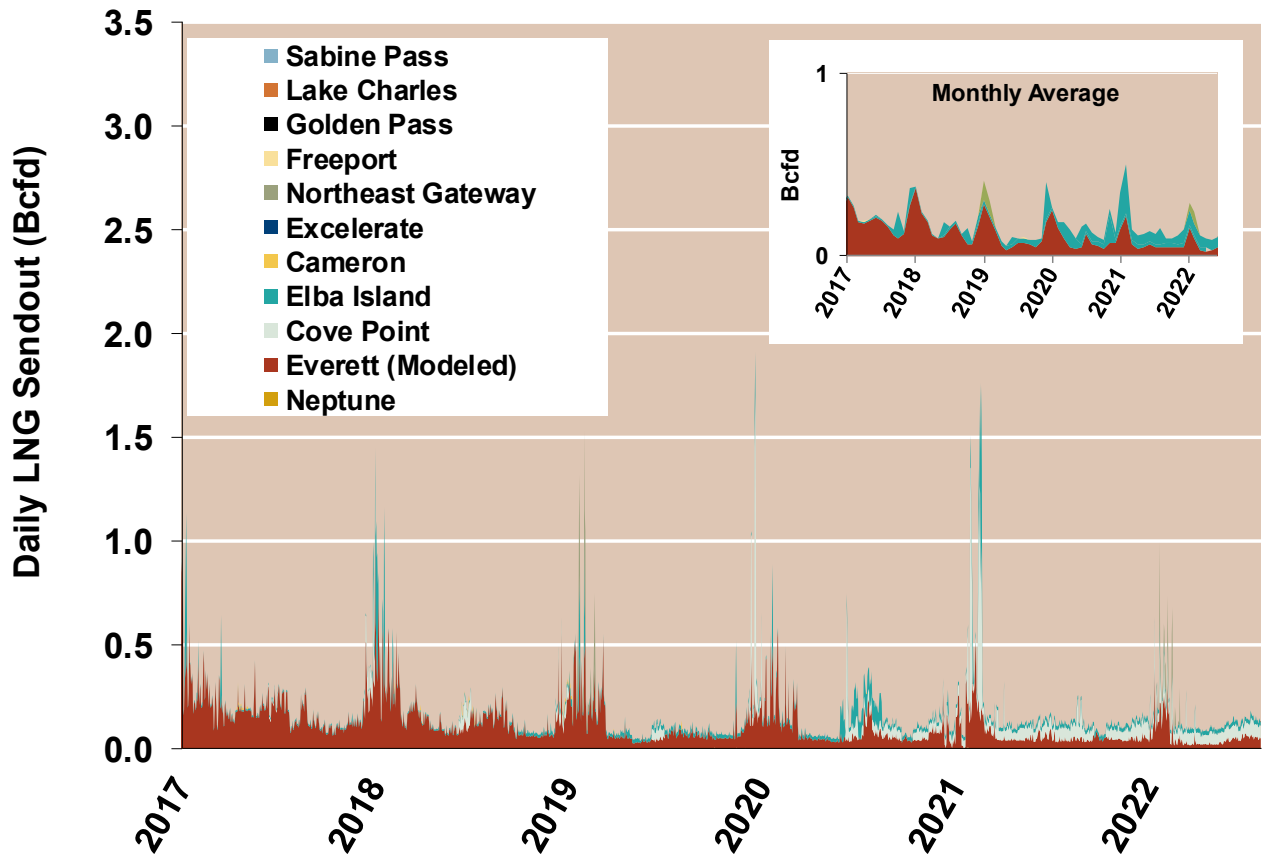 3.5
3.0
2.5
2.0
1.5
1.0
0.5
0.0
Daily LNG Sendout (Bcfd)
Sabine Pass
Lake Charles
Golden Pass
Freeport
Northeast Gateway
Excelerate
Cameron
Elba Island
Cove Point
Everett (Modeled)
Neptune
Monthly Average
1
0
Bcfd
2017
2018
2019
2020
2021
2022
2017
2018
2019
2020
2021
2022